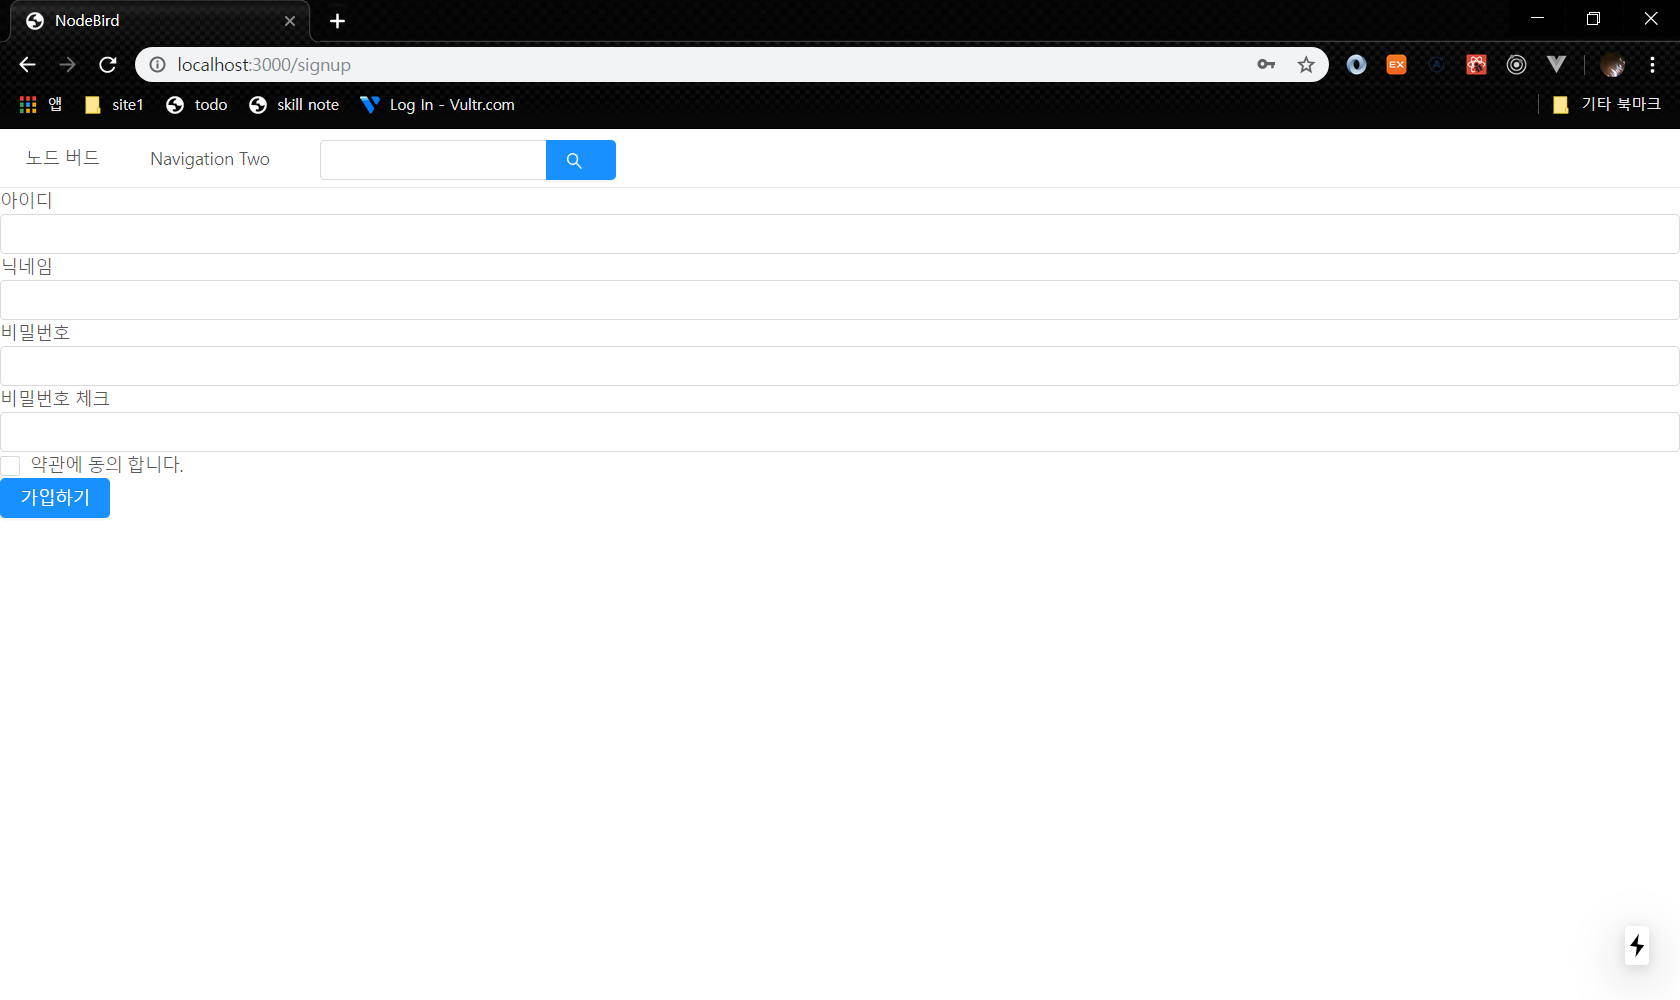 NodeBird
localhost:3000/signup
앱 site1 todo skill note Log In - Vultr.com 기타 북마크
노드 버드 Navigation Two
아이디
닉네임
비밀번호
비밀번호 체크
약관에 동의 합니다.
가입하기